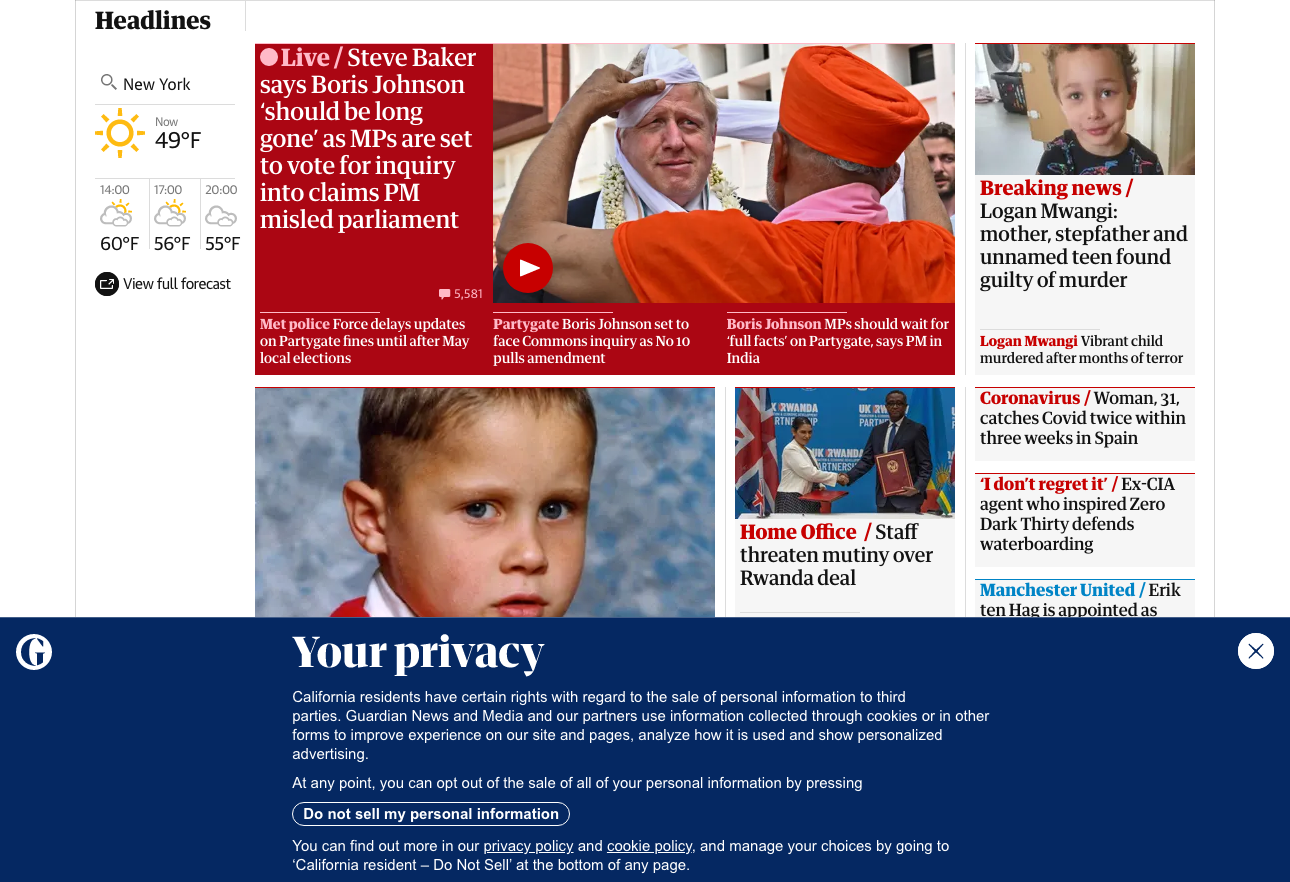 Headlines
New York
Now
49°F
14:00
17:00
20:00
60°F
56°F
55°F
View full forecast
Live / Steve Baker
says Boris Johnson
‘should be long
gone’ as MPs are set
to vote for inquiry
into claims PM
misled parliament
5,581
Met police Force delays updates
on Partygate fines until after May
local elections
Partygate Boris Johnson set to
face Commons inquiry as No 10
pulls amendment
Boris Johnson MPs should wait for
‘full facts’ on Partygate, says PM in
India
Breaking news /
Logan Mwangi:
mother, stepfather and
unnamed teen found
guilty of murder
Logan Mwangi Vibrant child
murdered after months of terror
UK RWANDA
UK RWANDA
PARTN
UK RWANDA
PARTNERSHIP
Home Office / Staff
threaten mutiny over
Rwanda deal
Coronavirus / Woman, 31,
catches Covid twice within
three weeks in Spain
‘I don’t regret it’ / Ex-CIA
agent who inspired Zero
Dark Thirty defends
waterboarding
Manchester United / Erik
ten Hag is appointed as
G
Your privacy
California residents have certain rights with regard to the sale of personal information to third
parties. Guardian News and Media and our partners use information collected through cookies or in other
forms to improve experience on our site and pages, analyze how it is used and show personalized
advertising.
At any point, you can opt out of the sale of all of your personal information by pressing
Do not sell my personal information
You can find out more in our privacy policy and cookie policy, and manage your choices by going to
‘California resident – Do Not Sell’ at the bottom of any page.